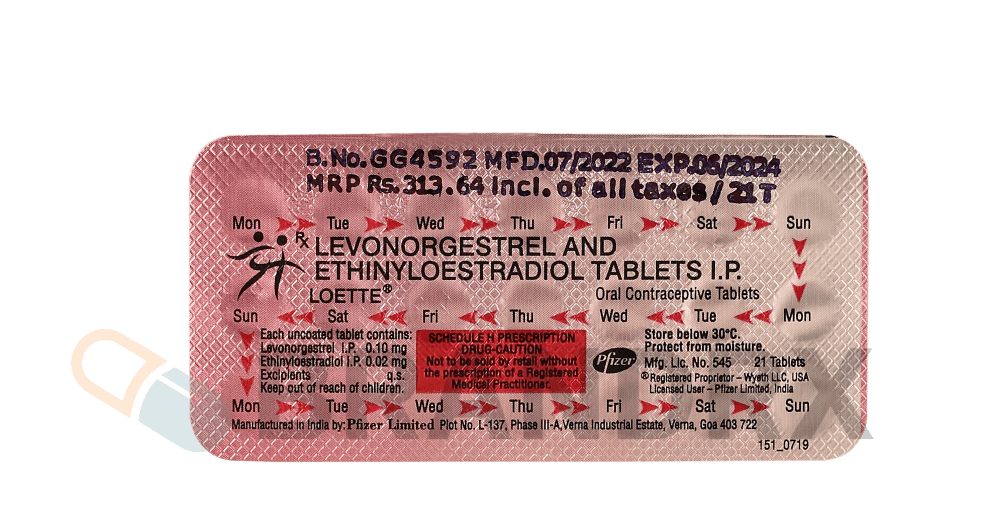 B.No.GG4592 MFD.07/2022 EXP.06/2024
MRP Rs.313.64 Incl. of all taxes / 21T
Mon Tue Wed Thu Fri Sat Sun
Rx LEVONORGESTREL AND
ETHINYLOESTRADIOL TABLETS I.P.
LOETTE® Oral Contraceptive Tablets
Sun Sat Fri Thu Wed Tue Mon
Each uncoated tablet contains:
Levonorgestrel I.P. 0.10 mg
Ethinyloestradiol I.P. 0.02 mg
Excipients q.s.
Keep out of reach of children.
SCHEDULE H PRESCRIPTION
DRUG-CAUTION
Not to be sold by retail without
the prescription of a Registered
Medical Practitioner.
Pfizer
Store below 30°C.
Protect from moisture.
Mfg. Lic. No. 545 21 Tablets
®Registered Proprietor – Wyeth LLC, USA
Licensed User – Pfizer Limited, India
Mon Tue Wed Thu Fri Sat Sun
Manufactured in India by: Pfizer Limited Plot No. L-137, Phase III-A, Verna Industrial Estate, Verna, Goa 403 722
151_0719